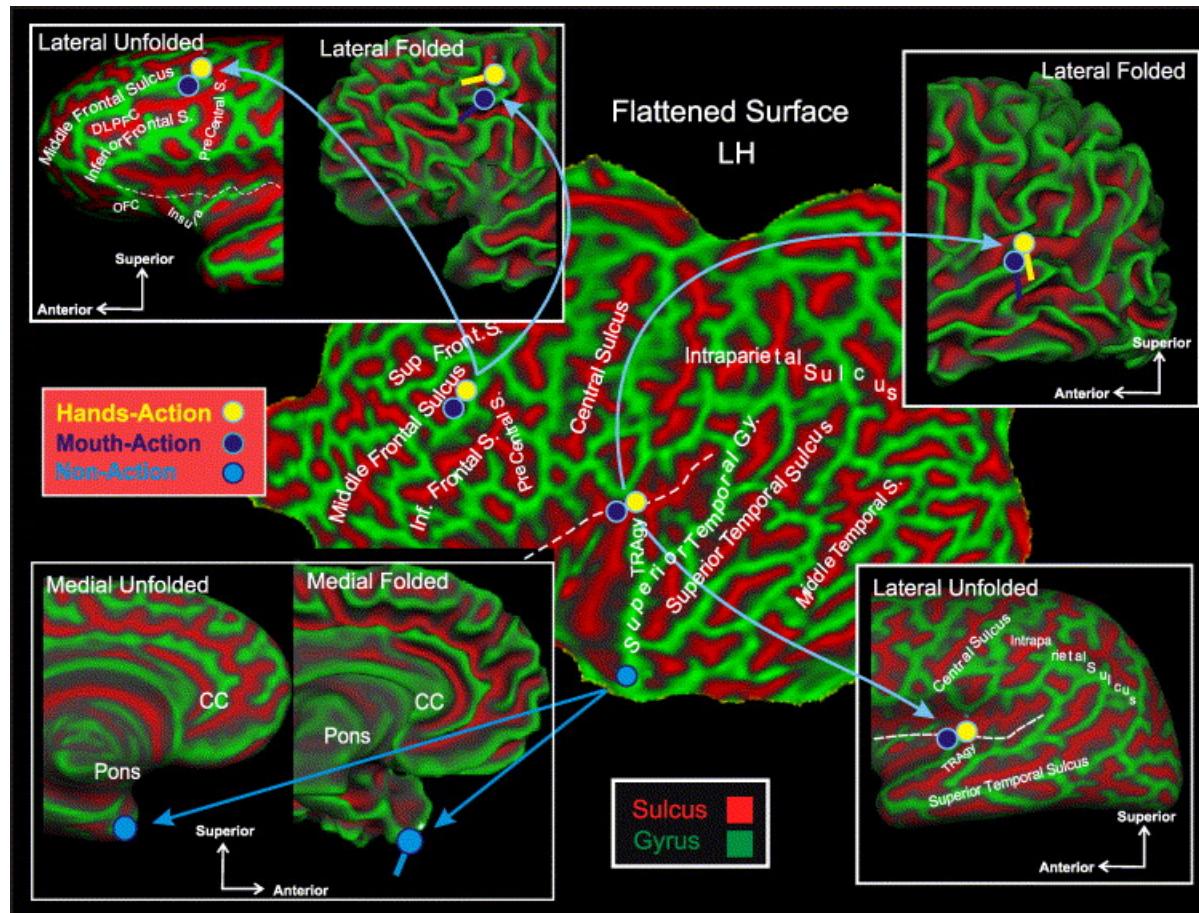 Lateral Unfolded
Middle Frontal Sulcus
DLPFC
Inferior Frontal S.
PreCentral S.
OFC
Insula
Superior
Anterior
Lateral Folded
Flattened Surface
LH
Lateral Folded
Superior
Anterior
Hands-Action
Mouth-Action
Non-Action
Sup Front. S.
Middle Frontal Sulcus
Inf. Frontal S.
PreCentral S.
Central Sulcus
Intraparietal Sulcus
TRAgy
Superior Temporal Gy.
Superior Temporal Sulcus
Middle Temporal S.
Medial Unfolded
CC
Pons
Medial Folded
CC
Pons
Superior
Anterior
Sulcus
Gyrus
Lateral Unfolded
Central Sulcus
Intraparietal Sulcus
TRAgy
Superior Temporal Sulcus
Superior
Anterior